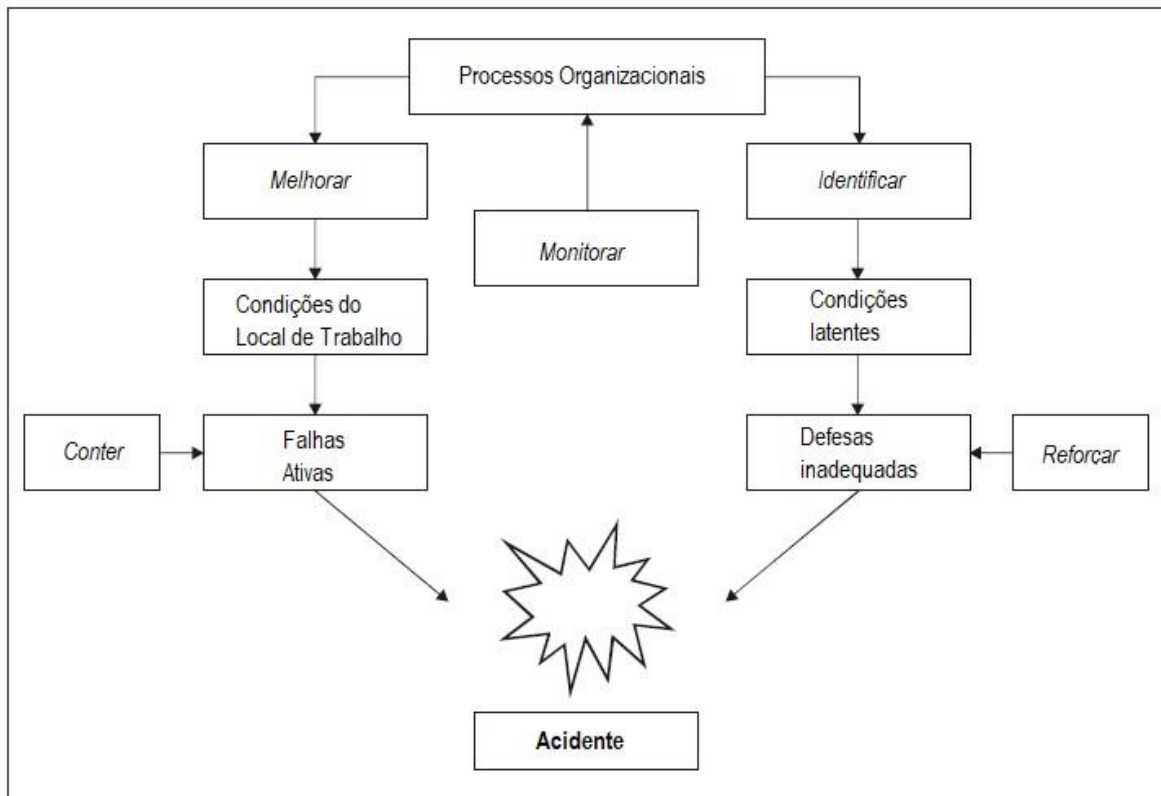 Processos Organizacionais
Melhorar
Identificar
Monitorar
Condições do
Local de Trabalho
Condições
latentes
Conter
Falhas
Ativas
Defesas
inadequadas
Reforçar
Acidente